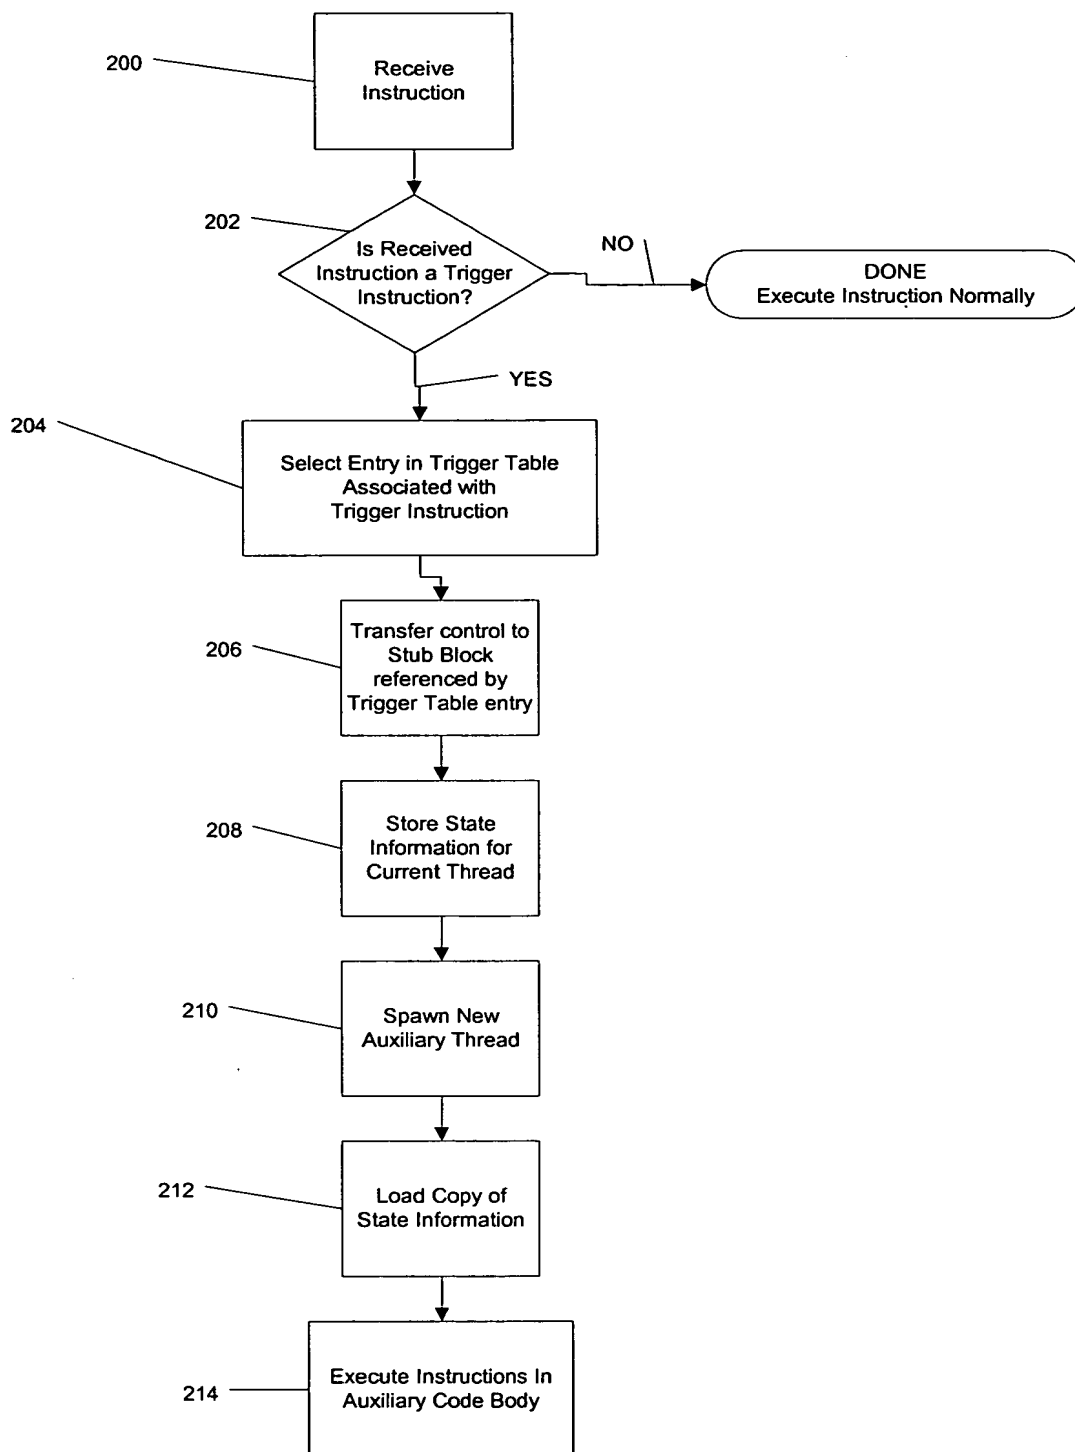 200
Receive
Instruction
202
Is Received
Instruction a Trigger
Instruction?
NO
DONE
Execute Instruction Normally
YES
204
Select Entry in Trigger Table
Associated with
Trigger Instruction
206
Transfer control to
Stub Block
referenced by
Trigger Table entry
208
Store State
Information for
Current Thread
210
Spawn New
Auxiliary Thread
212
Load Copy of
State Information
214
Execute Instructions In
Auxiliary Code Body